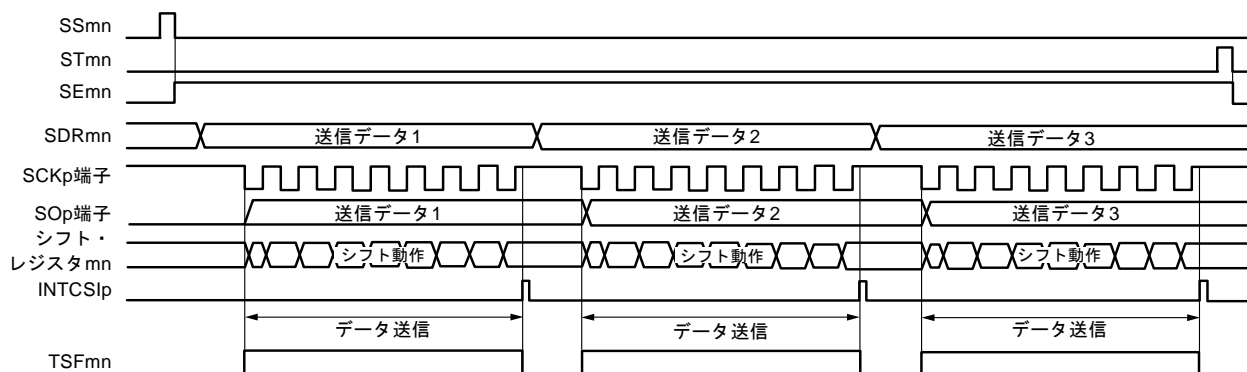 SSmn
STmn
SEmn
SDRmn 送信データ1 送信データ2 送信データ3
SCKp端子
SOp端子 送信データ1 送信データ2 送信データ3
シフト・
レジスタmn シフト動作 シフト動作 シフト動作
INTCSIp
データ送信 データ送信 データ送信
TSFmn